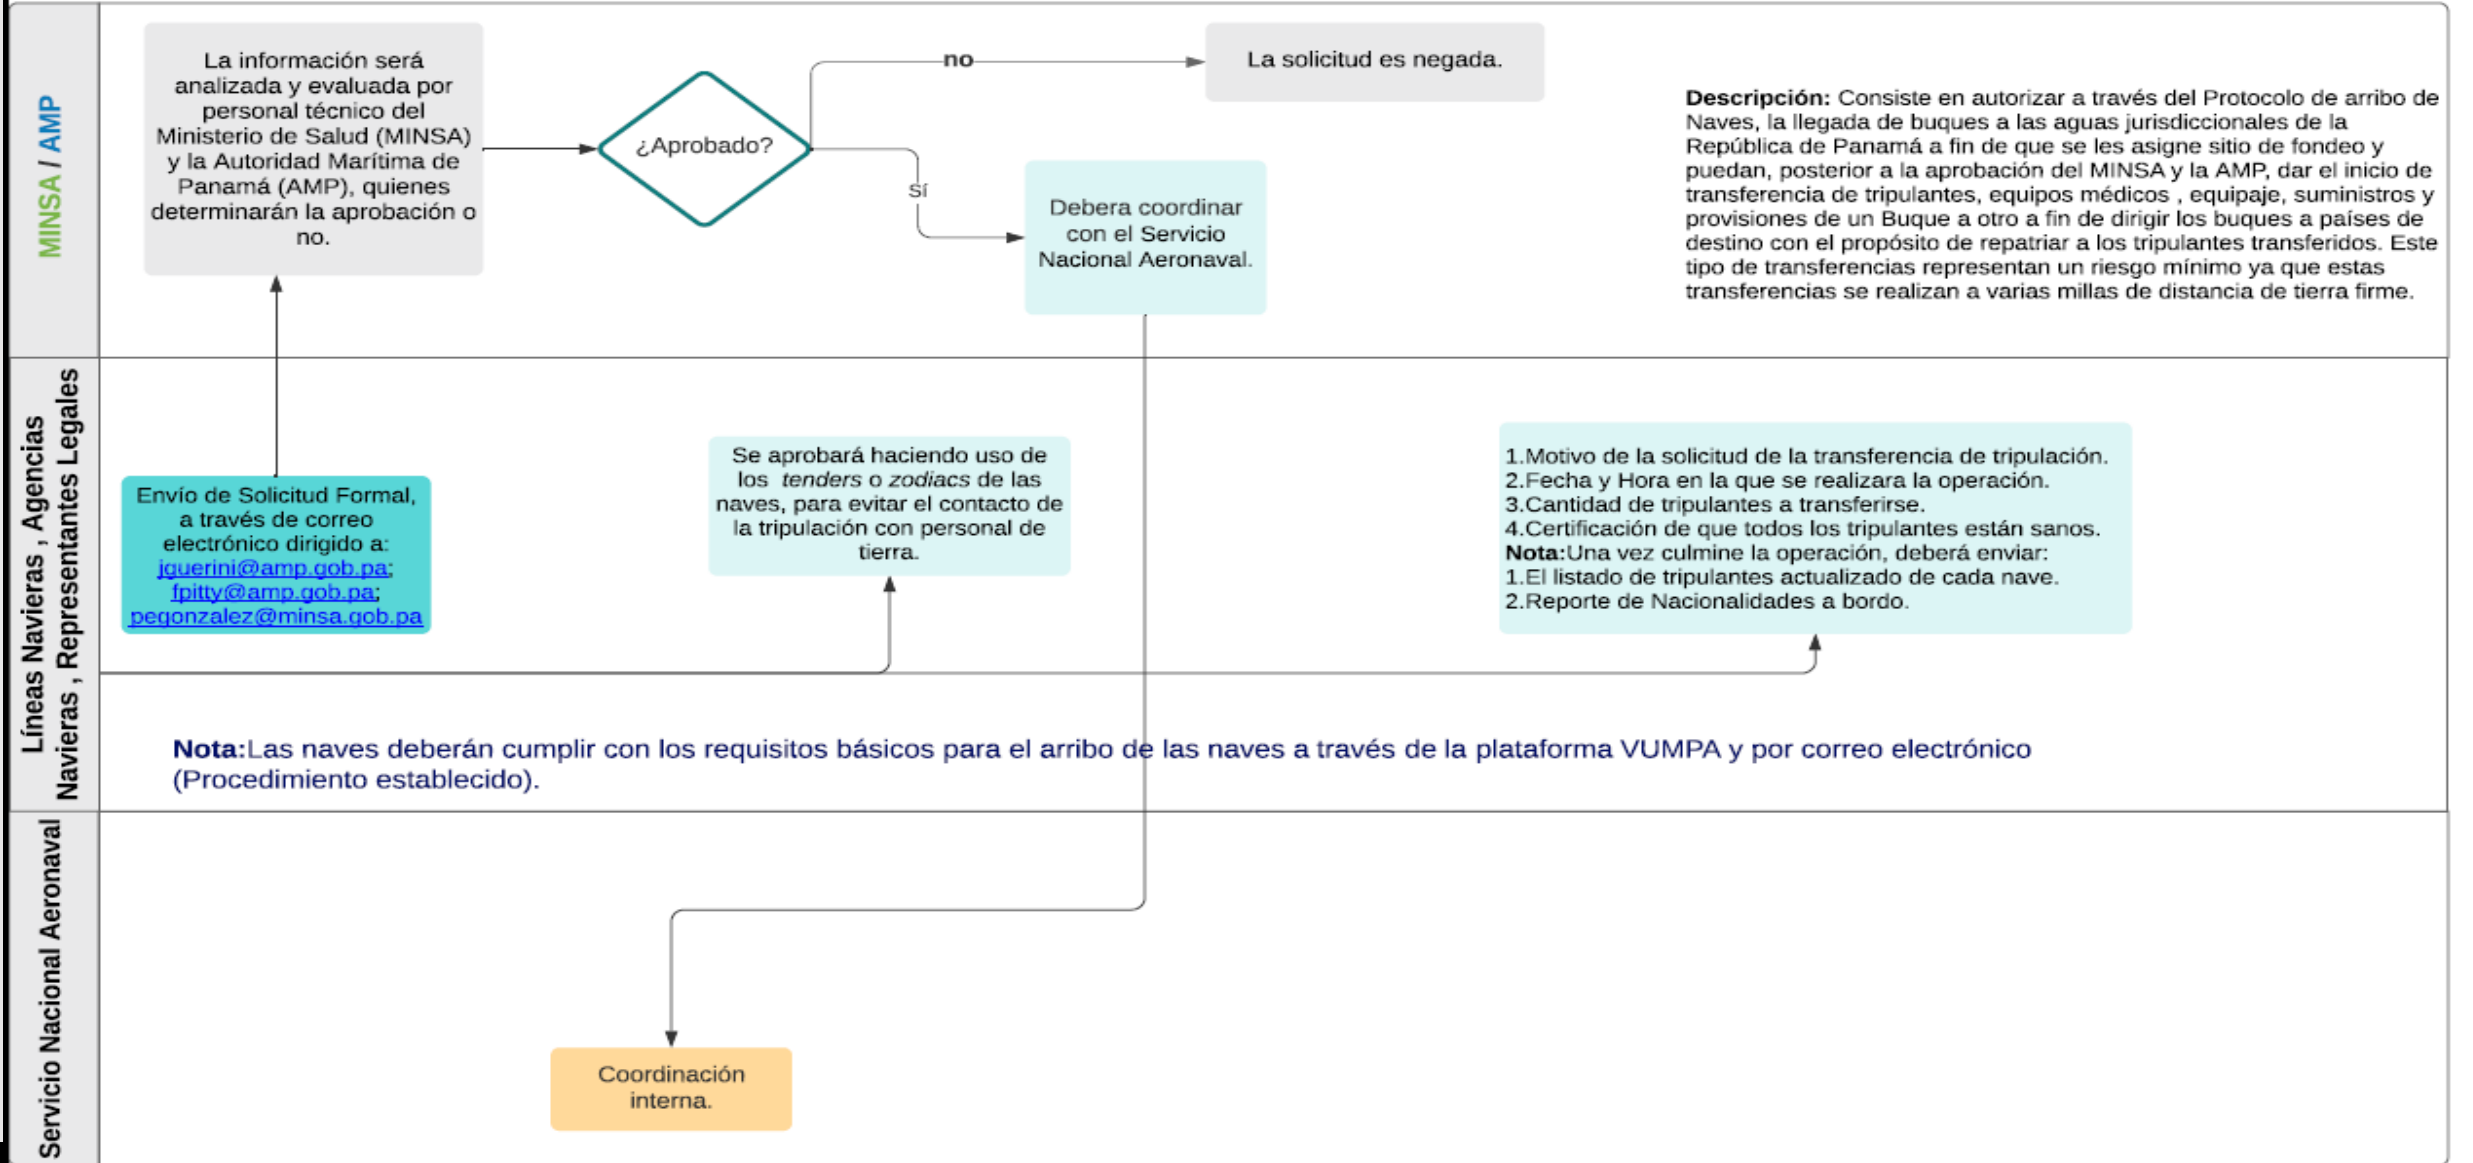 MINSA / AMP
La información será
analizada y evaluada por
personal técnico del
Ministerio de Salud (MINSA)
y la Autoridad Marítima de
Panamá (AMP), quienes
determinarán la aprobación o
no.
¿Aprobado?
no
La solicitud es negada.
Sí
Debera coordinar
con el Servicio
Nacional Aeronaval.
Descripción: Consiste en autorizar a través del Protocolo de arribo de
Naves, la llegada de buques a las aguas jurisdiccionales de la
República de Panamá a fin de que se les asigne sitio de fondeo y
puedan, posterior a la aprobación del MINSA y la AMP, dar el inicio de
transferencia de tripulantes, equipos médicos , equipaje, suministros y
provisiones de un Buque a otro a fin de dirigir los buques a países de
destino con el propósito de repatriar a los tripulantes transferidos. Este
tipo de transferencias representan un riesgo mínimo ya que estas
transferencias se realizan a varias millas de distancia de tierra firme.
Líneas Navieras , Agencias
Navieras , Representantes Legales
Envío de Solicitud Formal,
a través de correo
electrónico dirigido a:
jguerini@amp.gob.pa;
fpitty@amp.gob.pa;
pegonzalez@minsa.gob.pa
Se aprobará haciendo uso de
los tenders o zodiacs de las
naves, para evitar el contacto de
la tripulación con personal de
tierra.
1.Motivo de la solicitud de la transferencia de tripulación.
2.Fecha y Hora en la que se realizara la operación.
3.Cantidad de tripulantes a transferirse.
4.Certificación de que todos los tripulantes están sanos.
Nota:Una vez culmine la operación, deberá enviar:
1.El listado de tripulantes actualizado de cada nave.
2.Reporte de Nacionalidades a bordo.
Nota:Las naves deberán cumplir con los requisitos básicos para el arribo de las naves a través de la plataforma VUMPA y por correo electrónico
(Procedimiento establecido).
Servicio Nacional Aeronaval
Coordinación
interna.